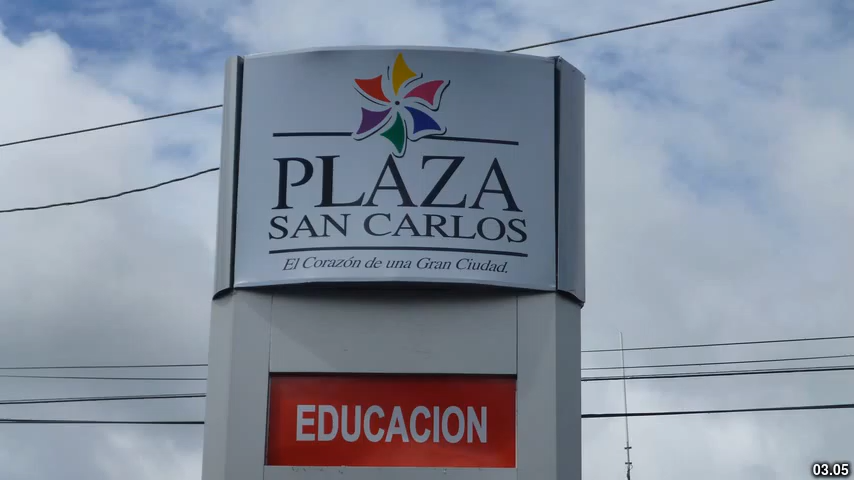 PLAZA
SAN CARLOS
El Corazón de una Gran Ciudad.
EDUCACION
03.05